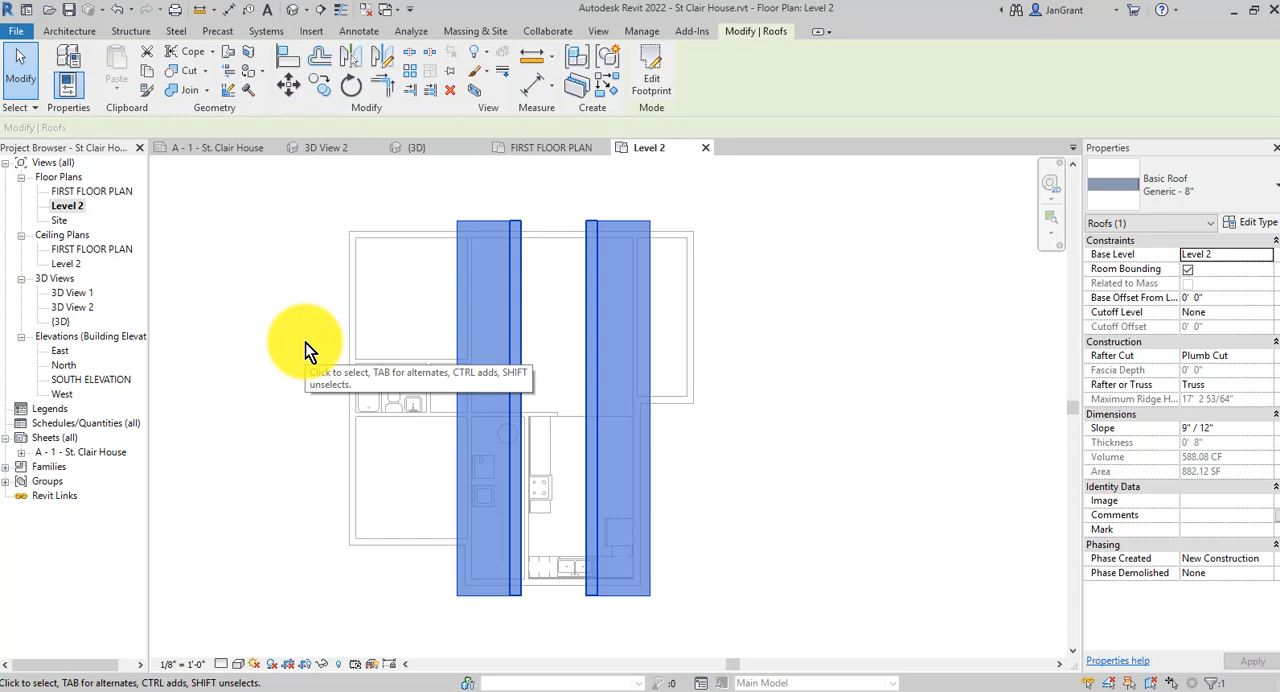 Autodesk Revit 2022 - St Clair House.rvt - Floor Plan: Level 2
JanGrant
File Architecture Structure Steel Precast Systems Insert Annotate Analyze Massing & Site Collaborate View Manage Add-Ins Modify | Roofs
Modify
Paste
Cope
Cut
Join
Edit
Footprint
Select Properties Clipboard Geometry Modify View Measure Create Mode
Modify | Roofs
Project Browser - St Clair Ho...
A - 1 - St. Clair House
3D View 2
{3D}
FIRST FLOOR PLAN
Level 2
Properties
Views (all)
Floor Plans
FIRST FLOOR PLAN
Level 2
Site
Ceiling Plans
FIRST FLOOR PLAN
Level 2
3D Views
3D View 1
3D View 2
{3D}
Elevations (Building Elevat
East
North
SOUTH ELEVATION
West
Legends
Schedules/Quantities (all)
Sheets (all)
A - 1 - St. Clair House
Families
Groups
Revit Links
Click to select, TAB for alternates, CTRL adds, SHIFT
unselects.
Basic Roof
Generic - 8"
Roofs (1) Edit Type
Constraints
Base Level Level 2
Room Bounding
Related to Mass
Base Offset From L... 0' 0"
Cutoff Level None
Cutoff Offset
Construction
Rafter Cut Plumb Cut
Fascia Depth
Rafter or Truss Truss
Maximum Ridge H... 17' 2 53/64"
Dimensions
Slope 9" / 12"
Thickness 0' 8"
Volume 588.08 CF
Area 882.12 SF
Identity Data
Image
Comments
Mark
Phasing
Phase Created New Construction
Phase Demolished None
Properties help
Apply
1/8" = 1'-0"
Click to select, TAB for alternates, CTRL adds, SHIFT unselects.
:0
Main Model
:1